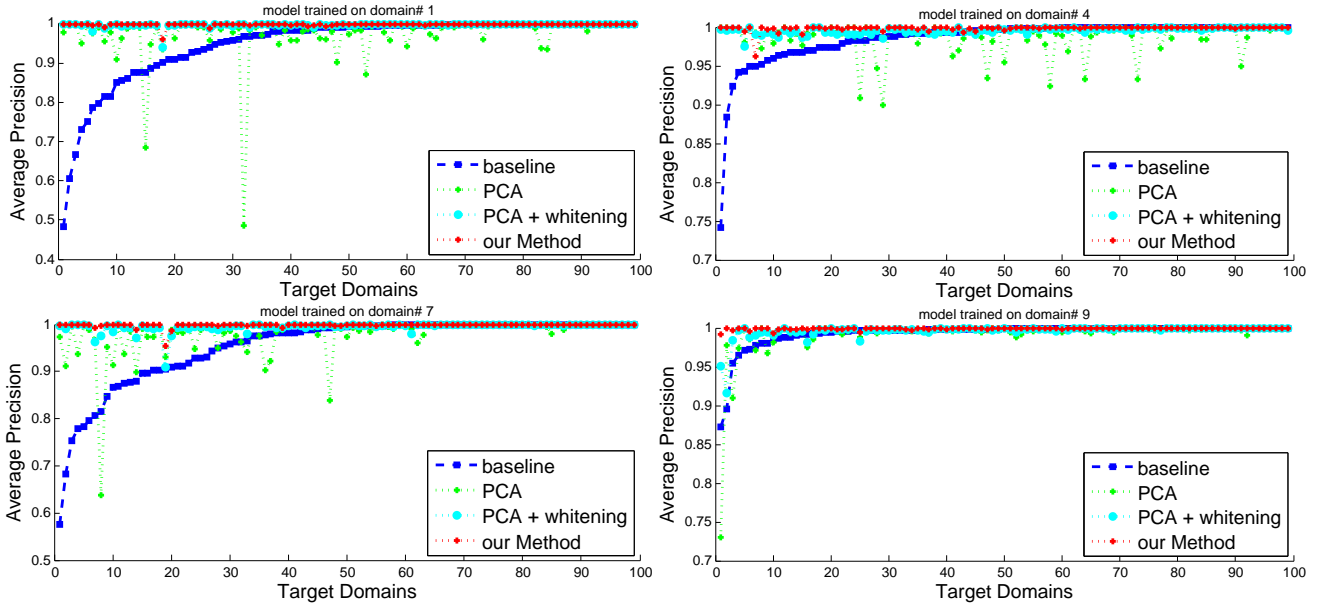 model trained on domain# 1
1
0.9
0.8
0.7
0.6
0.5
0.4
Average Precision
0 10 20 30 40 50 60 70 80 90 100
Target Domains
baseline
PCA
PCA + whitening
our Method
model trained on domain# 4
1
0.95
0.9
0.85
0.8
0.75
0.7
Average Precision
0 10 20 30 40 50 60 70 80 90 100
Target Domains
baseline
PCA
PCA + whitening
our Method
model trained on domain# 7
1
0.9
0.8
0.7
0.6
0.5
Average Precision
0 10 20 30 40 50 60 70 80 90 100
Target Domains
baseline
PCA
PCA + whitening
our Method
model trained on domain# 9
1
0.95
0.9
0.85
0.8
0.75
0.7
Average Precision
0 10 20 30 40 50 60 70 80 90 100
Target Domains
baseline
PCA
PCA + whitening
our Method